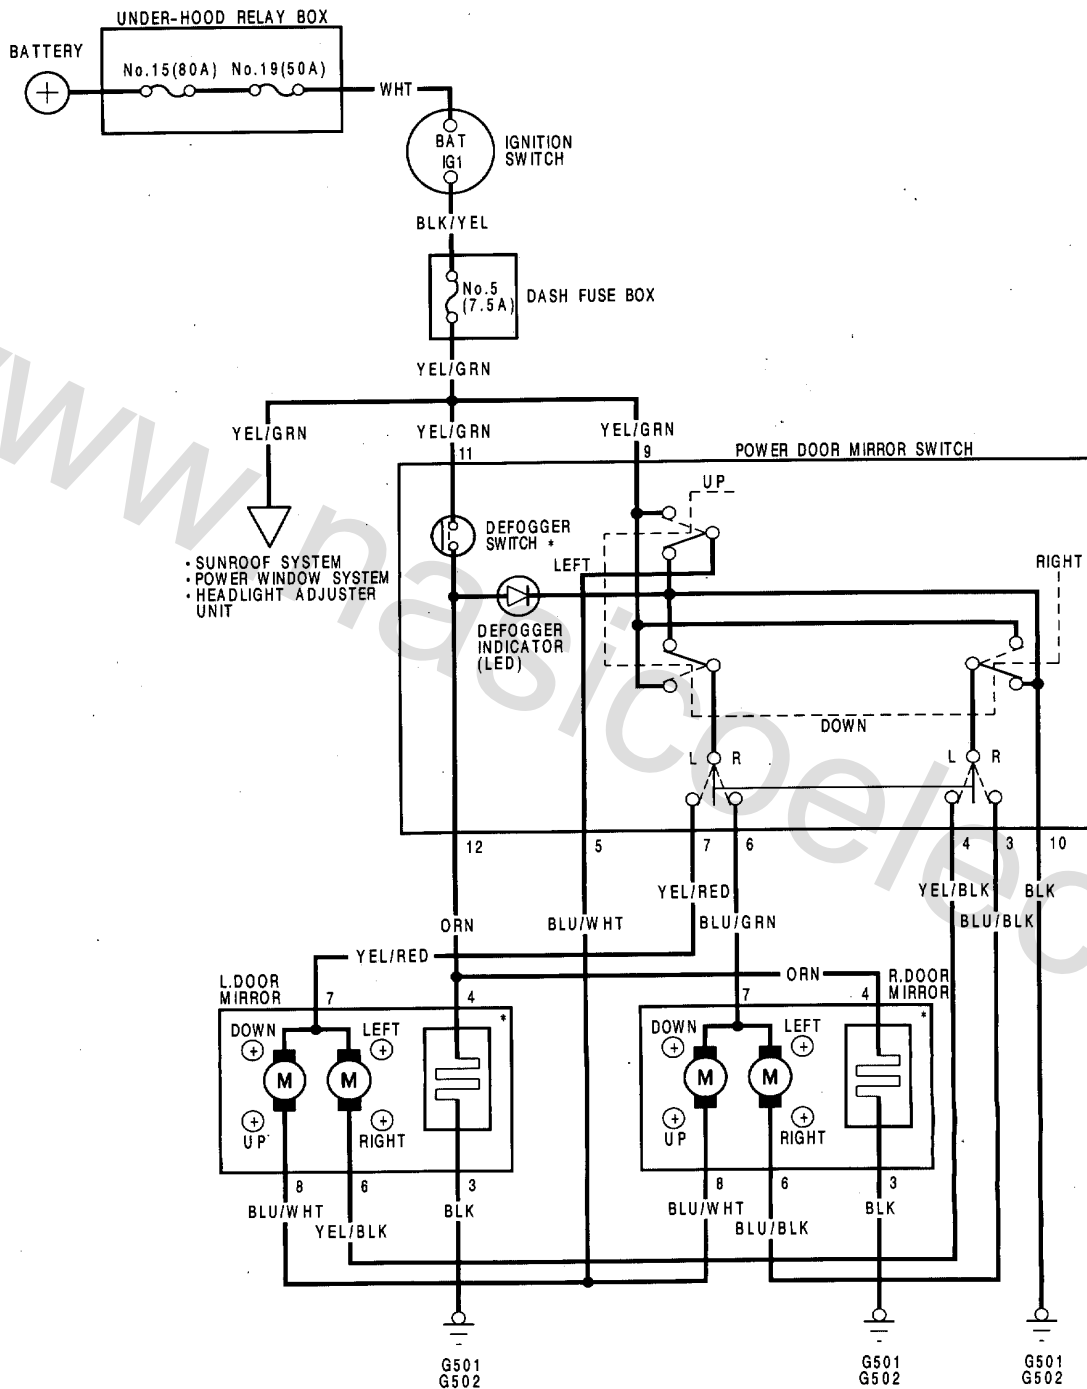 UNDER-HOOD RELAY BOX
BATTERY
No.15(80A) No.19(50A)
WHT
BAT
IG1
IGNITION
SWITCH
BLK/YEL
No.5
(7.5A)
DASH FUSE BOX
YEL/GRN
YEL/GRN
YEL/GRN
YEL/GRN
11
9
POWER DOOR MIRROR SWITCH
UP
DEFOGGER
SWITCH *
LEFT
RIGHT
• SUNROOF SYSTEM
• POWER WINDOW SYSTEM
• HEADLIGHT ADJUSTER
UNIT
DEFOGGER
INDICATOR
(LED)
DOWN
L R
L R
12
5
7
6
4
3
10
YEL/RED
YEL/BLK
BLK
ORN
BLU/WHT
BLU/GRN
BLU/BLK
YEL/RED
ORN
L.DOOR
MIRROR
7
4
*
DOWN
LEFT
M
M
UP
RIGHT
8
6
3
BLU/WHT
YEL/BLK
BLK
R.DOOR
MIRROR
7
4
*
DOWN
LEFT
M
M
UP
RIGHT
8
6
3
BLU/WHT
BLU/BLK
BLK
G501
G502
G501
G502
G501
G502
www.nasicoelec